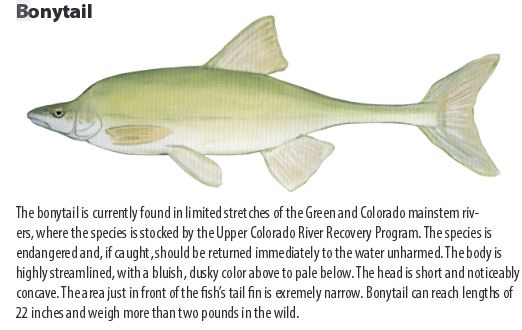 Bonytail
The bonytail is currently found in limited stretches of the Green and Colorado mainstem riv-
ers, where the species is stocked by the Upper Colorado River Recovery Program. The species is
endangered and, if caught, should be returned immediately to the water unharmed. The body is
highly streamlined, with a bluish, dusky color above to pale below. The head is short and noticeably
concave. The area just in front of the fish's tail fin is exremely narrow. Bonytail can reach lengths of
22 inches and weigh more than two pounds in the wild.